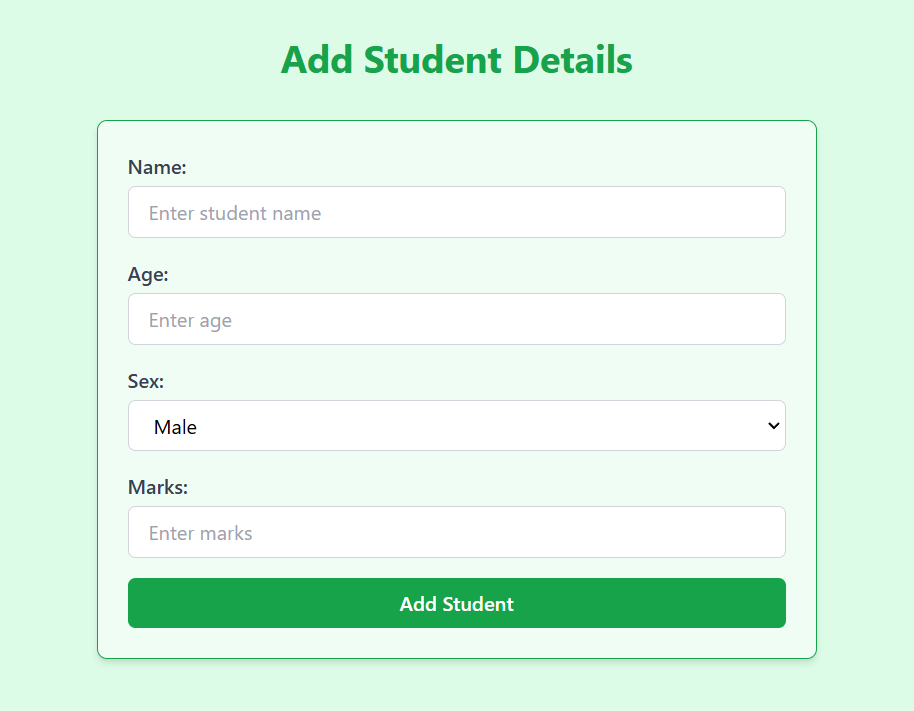 Add Student Details
Name:
Enter student name
Age:
Enter age
Sex:
Male
Marks:
Enter marks
Add Student